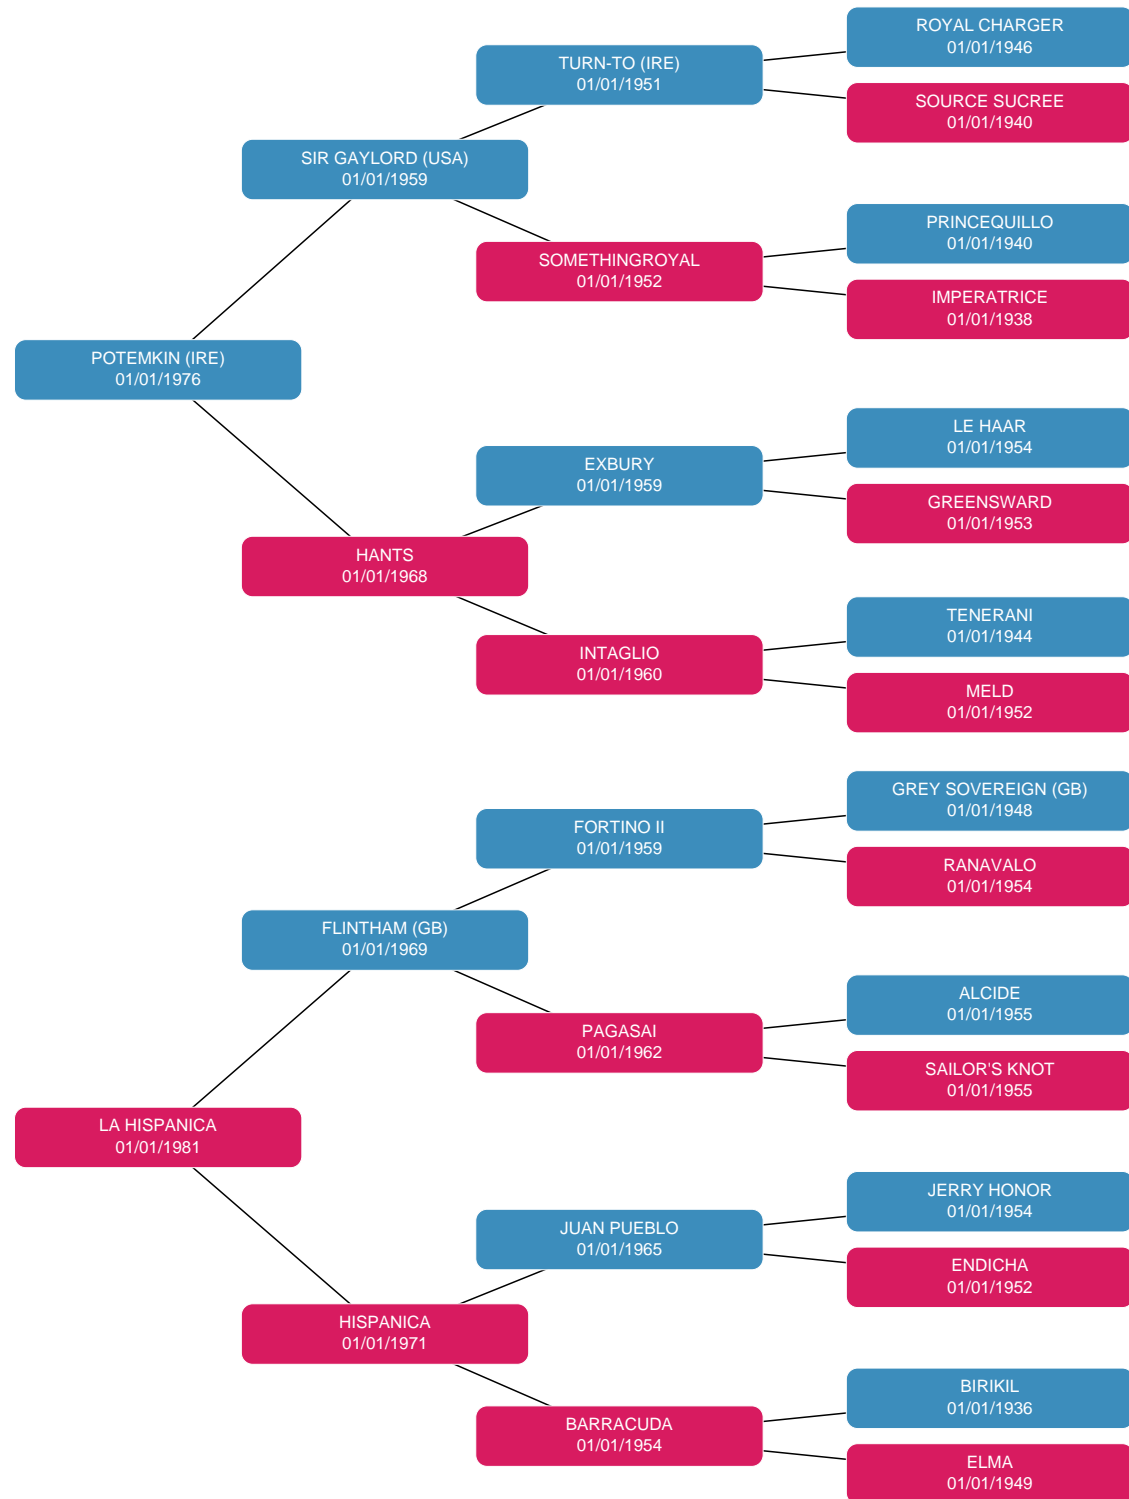 ROYAL CHARGER
01/01/1946
TURN-TO (IRE)
01/01/1951
SOURCE SUCREE
01/01/1940
SIR GAYLORD (USA)
01/01/1959
PRINCEQUILLO
01/01/1940
SOMETHINGROYAL
01/01/1952
IMPERATRICE
01/01/1938
POTEMKIN (IRE)
01/01/1976
LE HAAR
01/01/1954
EXBURY
01/01/1959
GREENSWARD
01/01/1953
HANTS
01/01/1968
TENERANI
01/01/1944
INTAGLIO
01/01/1960
MELD
01/01/1952
GREY SOVEREIGN (GB)
01/01/1948
FORTINO II
01/01/1959
RANAVALO
01/01/1954
FLINTHAM (GB)
01/01/1969
ALCIDE
01/01/1955
PAGASAI
01/01/1962
SAILOR'S KNOT
01/01/1955
LA HISPANICA
01/01/1981
JERRY HONOR
01/01/1954
JUAN PUEBLO
01/01/1965
ENDICHA
01/01/1952
HISPANICA
01/01/1971
BIRIKIL
01/01/1936
BARRACUDA
01/01/1954
ELMA
01/01/1949